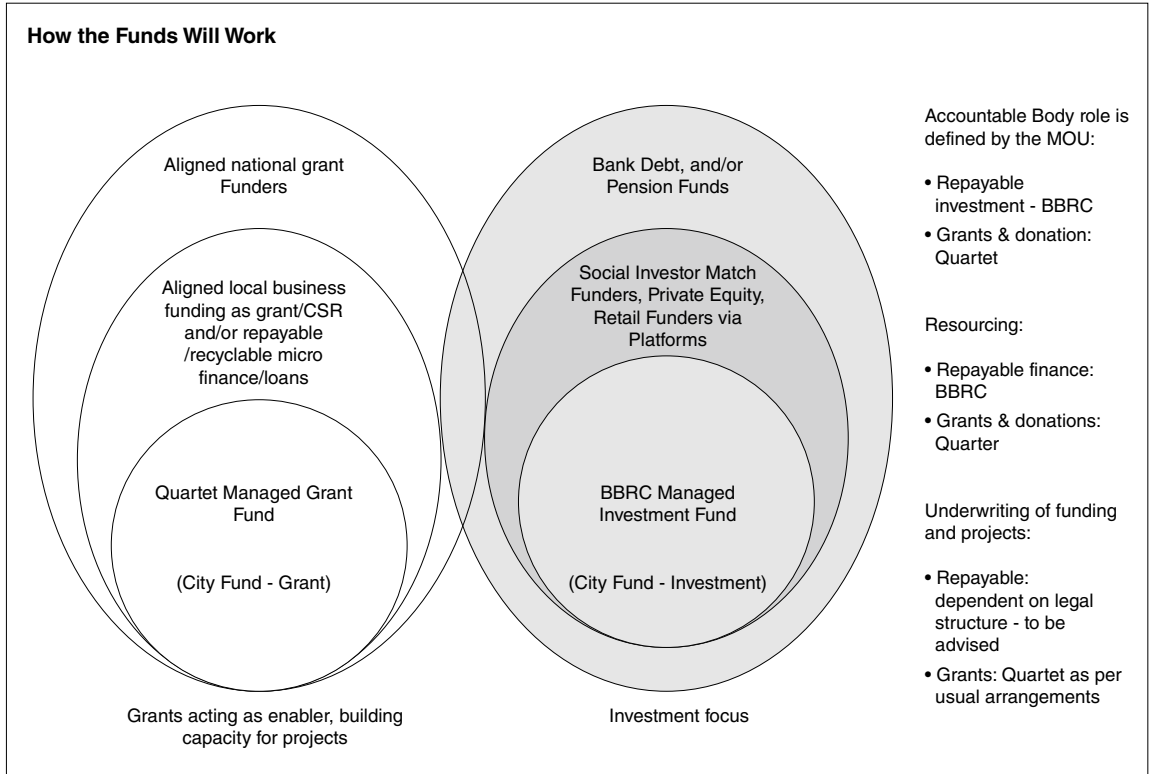 How the Funds Will Work
Aligned national grant
Funders
Aligned local business
funding as grant/CSR
and/or repayable
/recyclable micro
finance/loans
Quartet Managed Grant
Fund
(City Fund - Grant)
Grants acting as enabler, building
capacity for projects
Bank Debt, and/or
Pension Funds
Social Investor Match
Funders, Private Equity,
Retail Funders via
Platforms
BBRC Managed
Investment Fund
(City Fund - Investment)
Investment focus
Accountable Body role is
defined by the MOU:
• Repayable
investment - BBRC
• Grants & donation:
Quartet
Resourcing:
• Repayable finance:
BBRC
• Grants & donations:
Quarter
Underwriting of funding
and projects:
• Repayable:
dependent on legal
structure - to be
advised
• Grants: Quartet as per
usual arrangements